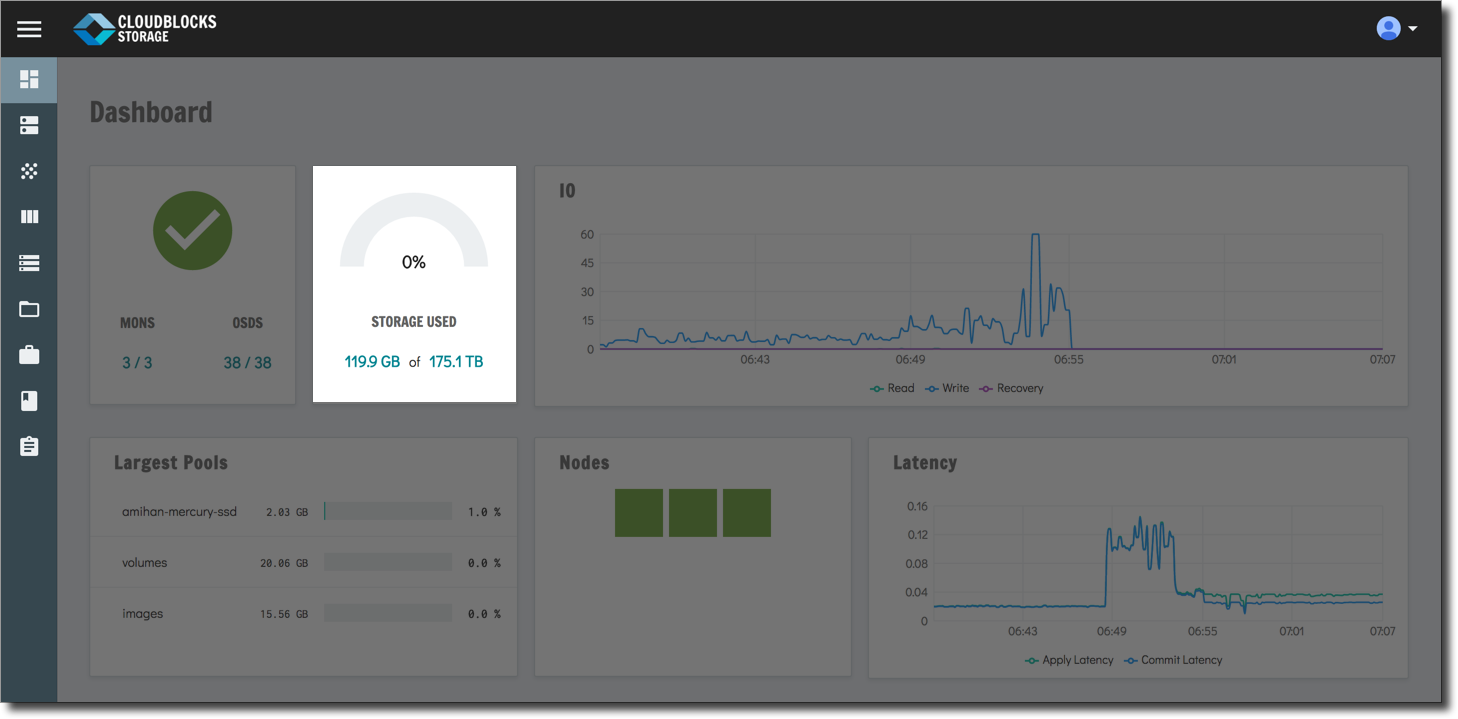 CLOUDBLOCKS
STORAGE
Dashboard
MONS OSDS
3 / 3 38 / 38
0%
STORAGE USED
119.9 GB of 175.1 TB
IO
60
45
30
15
0
06:43 06:49 06:55 07:01 07:07
Read Write Recovery
Largest Pools
amihan-mercury-ssd 2.03 GB 1.0 %
volumes 20.06 GB 0.0 %
images 15.56 GB 0.0 %
Nodes
Latency
0.16
0.12
0.08
0.04
0
06:43 06:49 06:55 07:01 07:07
Apply Latency Commit Latency